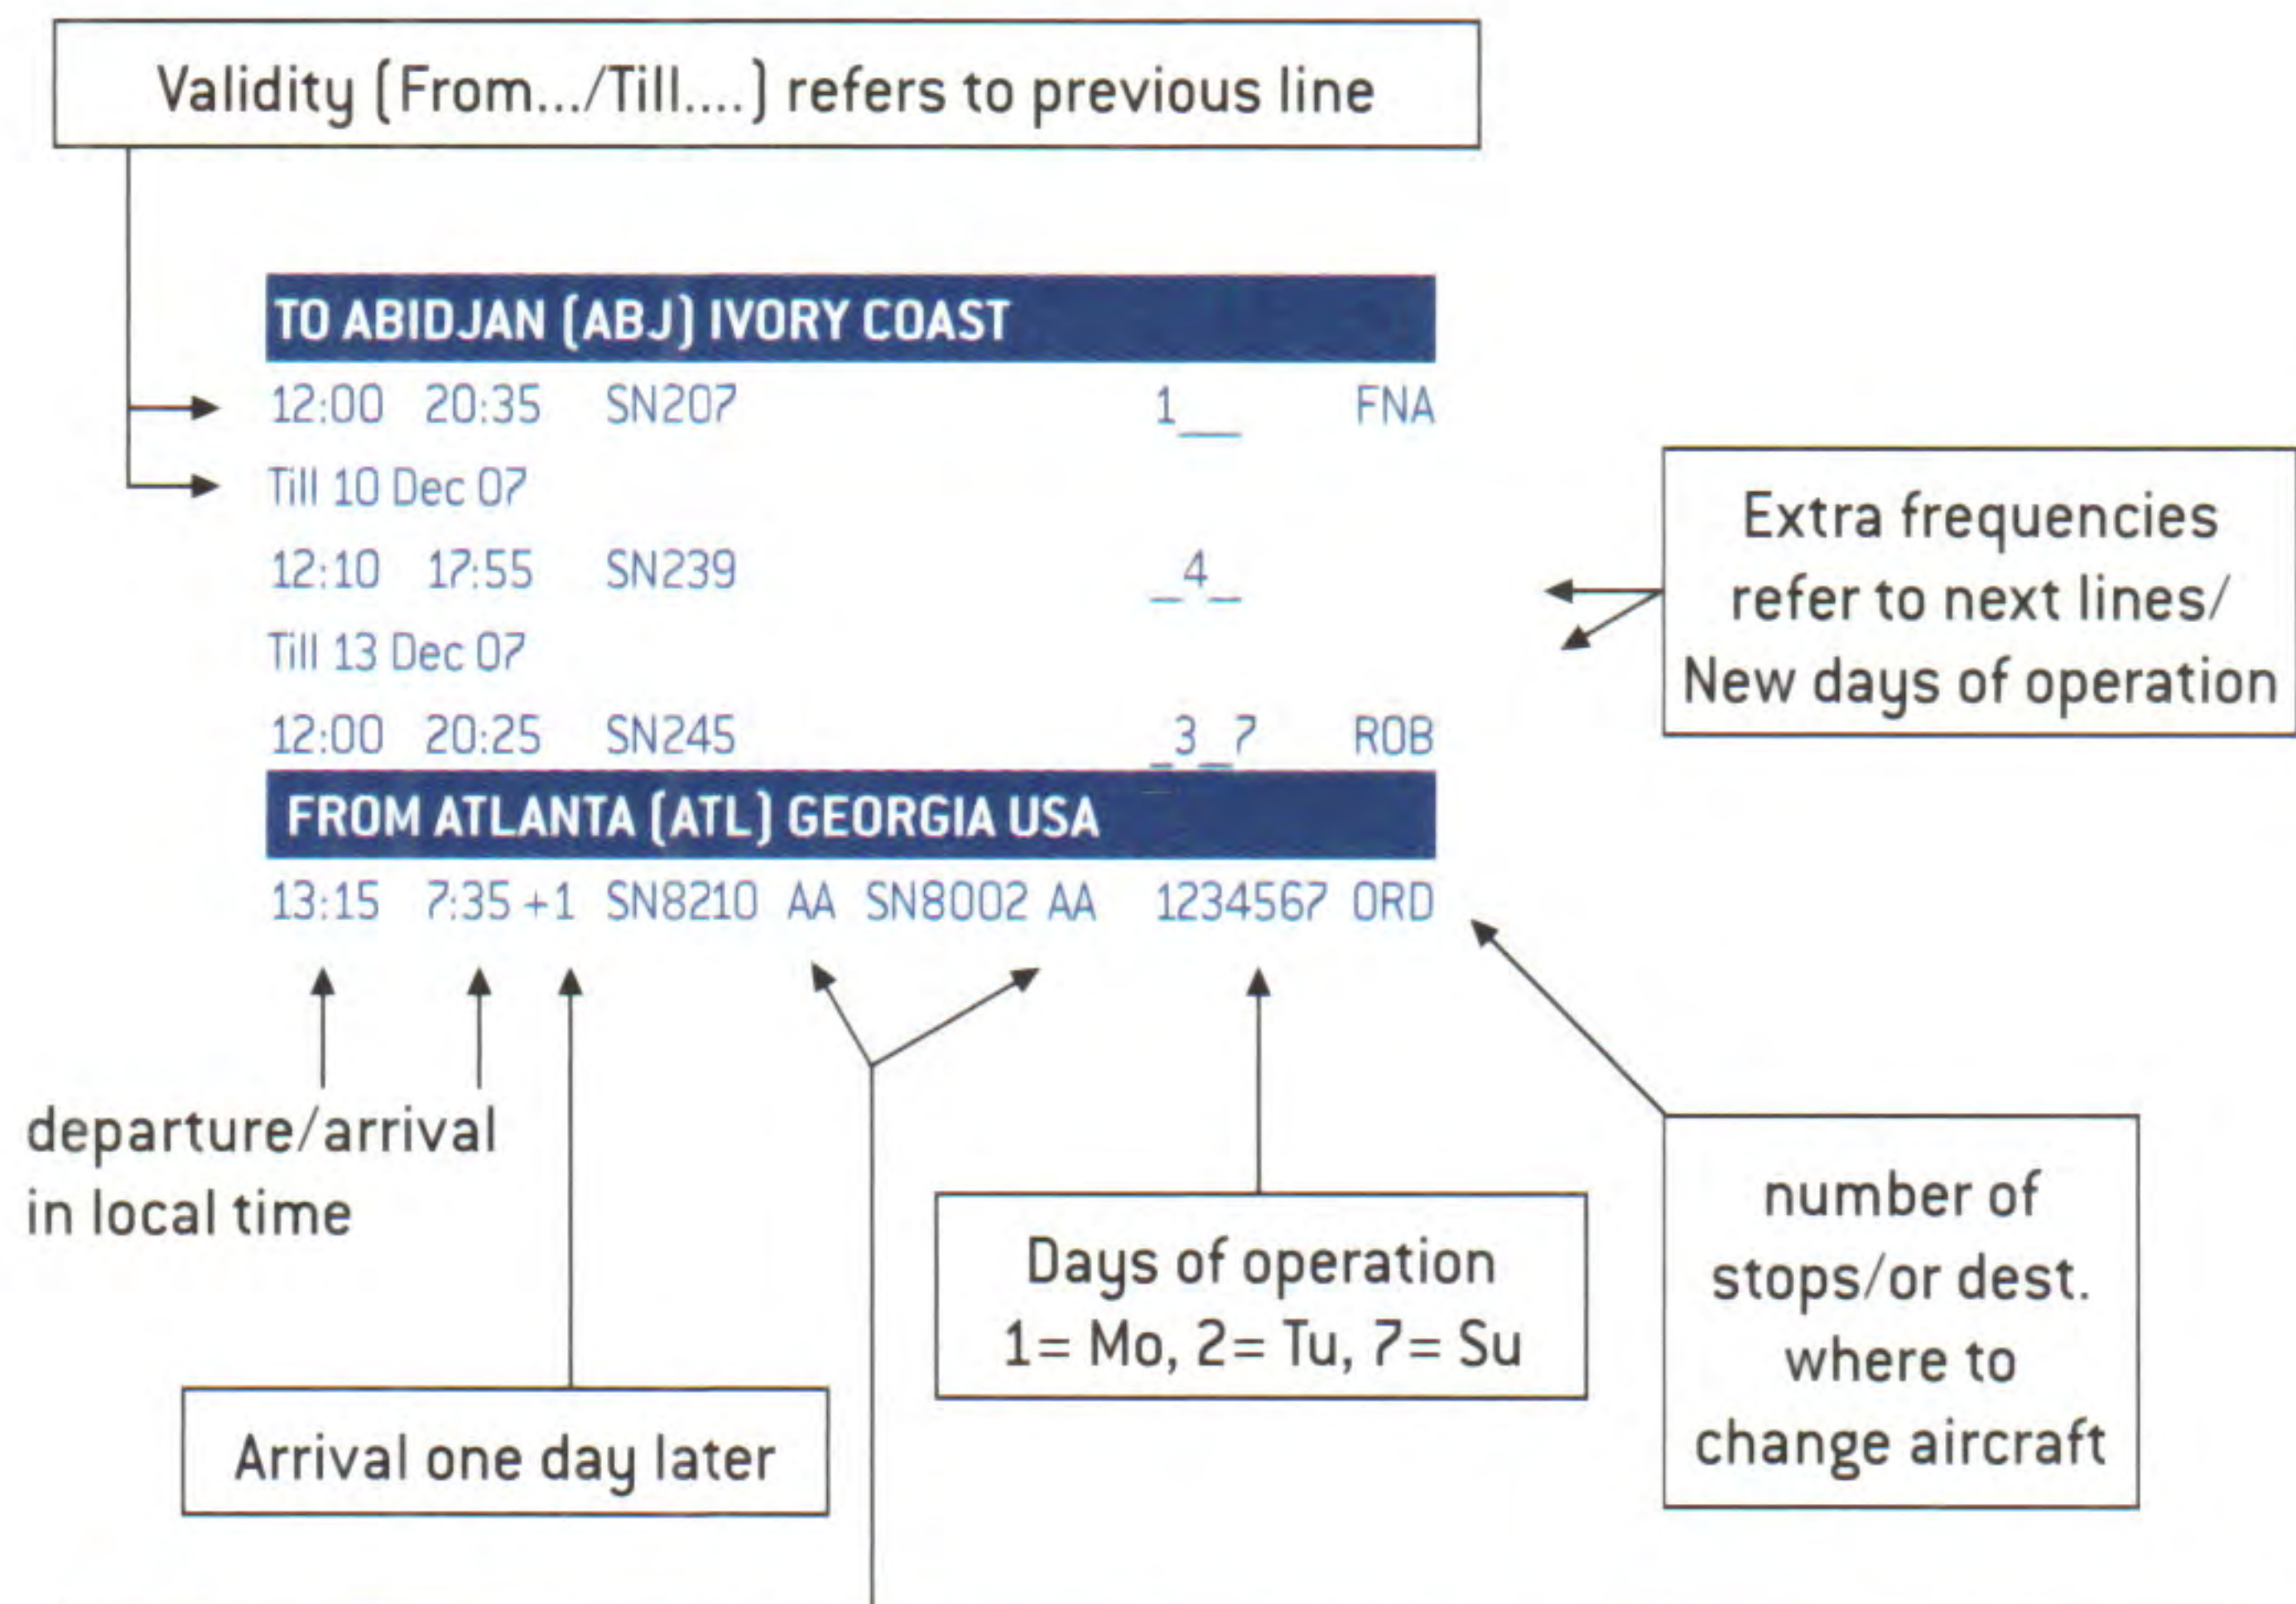 Validity (From.../Till....) refers to previous line
TO ABIDJAN (ABJ) IVORY COAST
12:00 20:35 SN207 1__ FNA
Till 10 Dec 07
12:10 17:55 SN239 _4_
Till 13 Dec 07
12:00 20:25 SN245 _3_7 ROB
Extra frequencies
refer to next lines/
New days of operation
FROM ATLANTA (ATL) GEORGIA USA
13:15 7:35 +1 SN8210 AA SN8002 AA 1234567 ORD
departure/arrival
in local time
Arrival one day later
Days of operation
1= Mo, 2= Tu, 7= Su
number of
stops/or dest.
where to
change aircraft